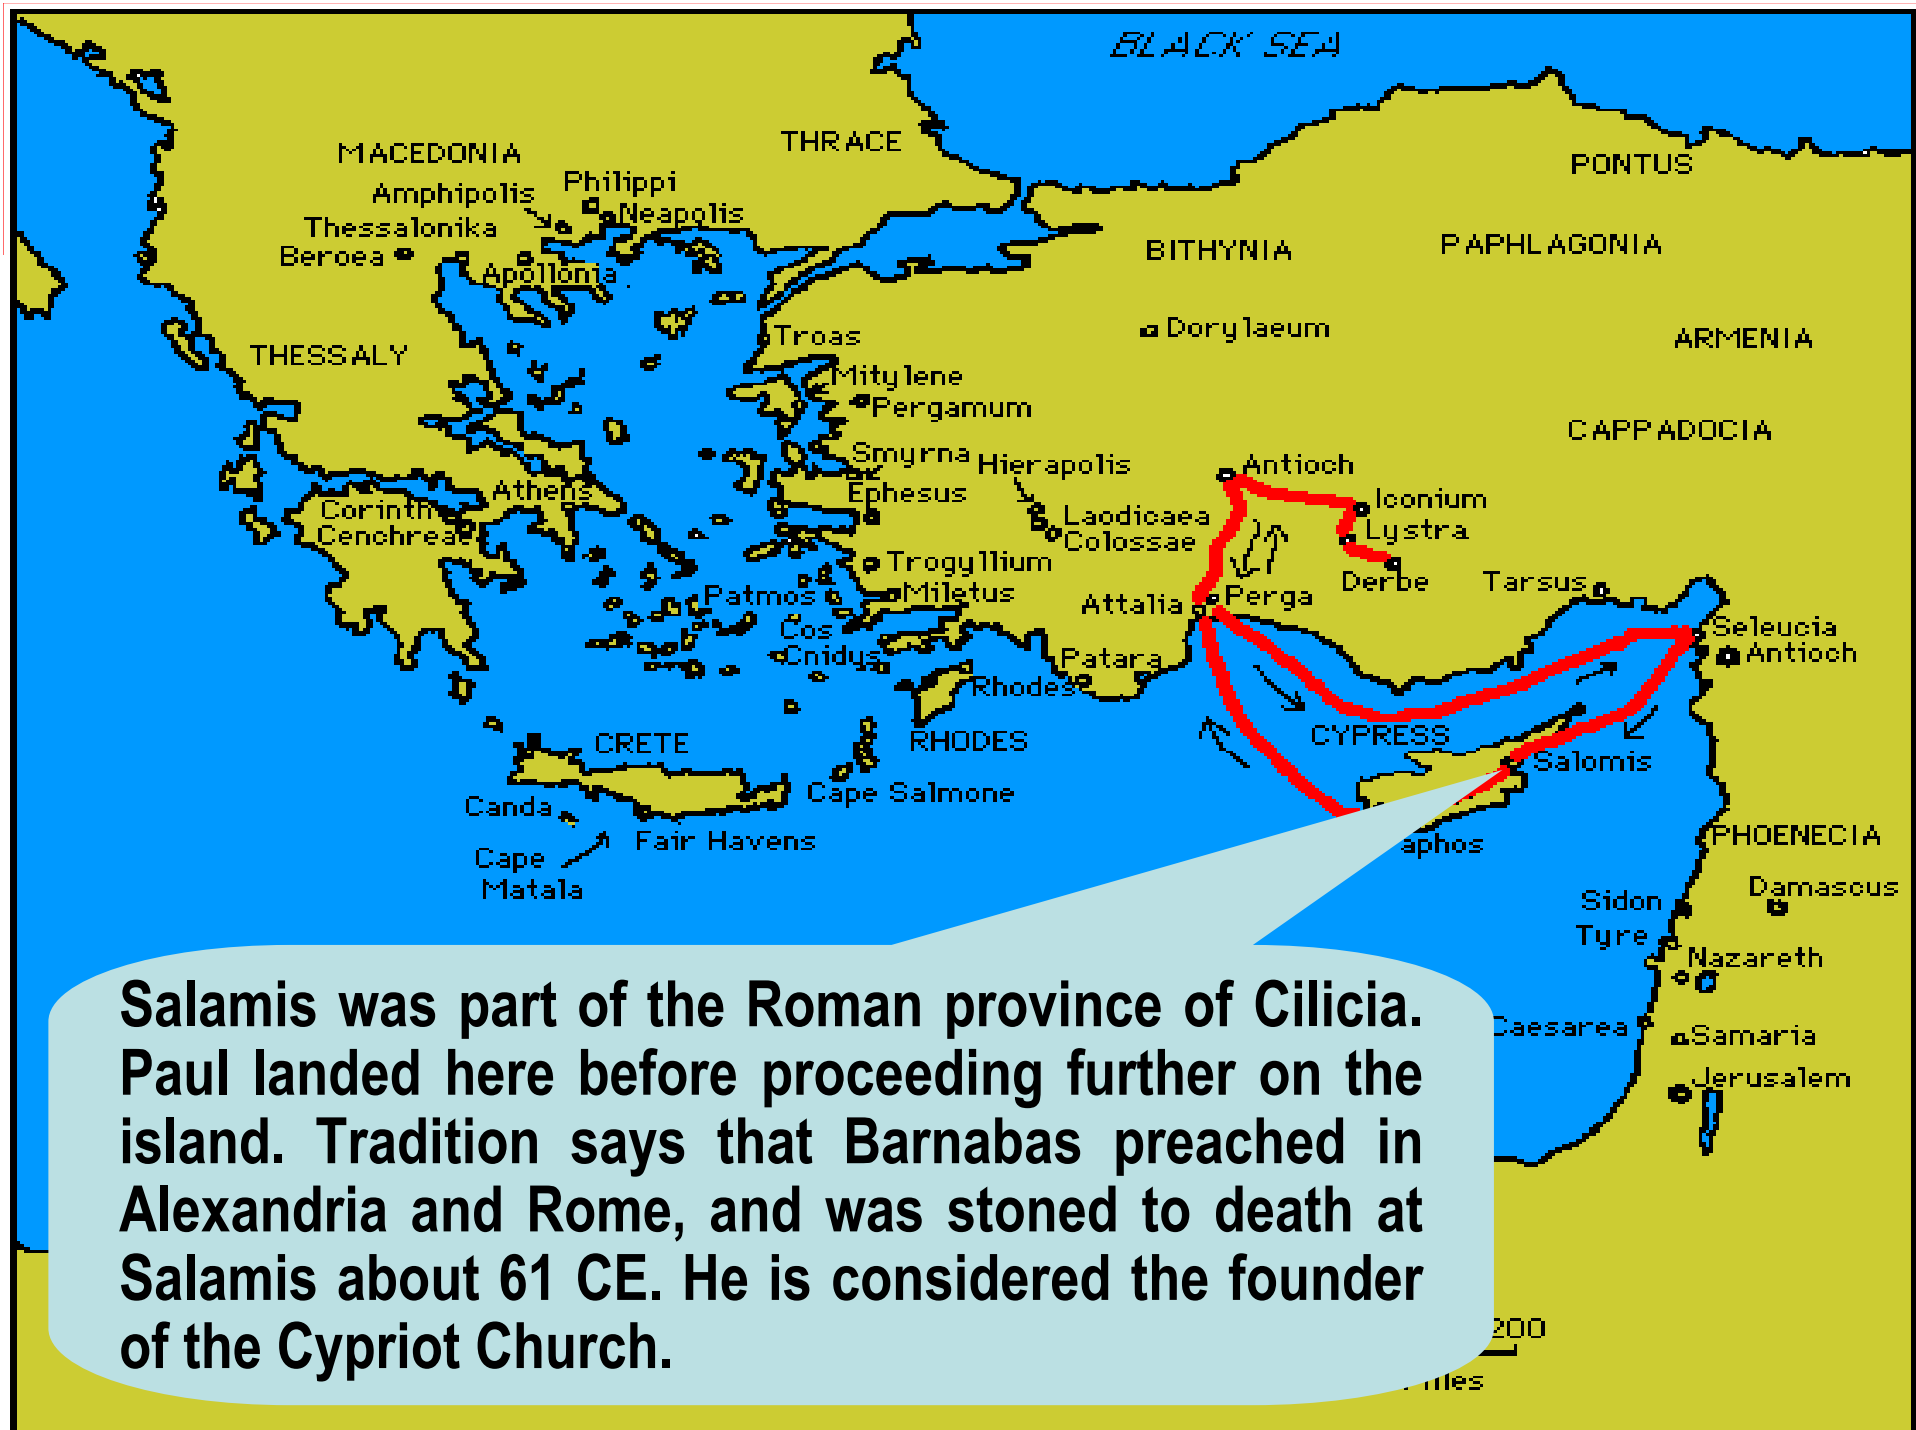 BLACK SEA
THRACE
MACEDONIA
PONTUS
Philippi
Amphipolis
Neapolis
Thessalonika
BITHYNIA
PAPHLAGONIA
Beroea
Apollonia
Dorylaeum
Troas
ARMENIA
THESSALY
Mitylene
Pergamum
CAPPADOCIA
Smyrna
Hierapolis
Antioch
Athens
Ephesus
Iconium
Corinth
Laodicaea
Lystra
Cenchreae
Colossae
Trogyllium
Derbe
Tarsus
Patmos
Miletus
Attalia
Perga
Cos
Seleucia
Cnidys
Patara
Antioch
Rhodes
CRETE
RHODES
CYPRESS
Salomis
Canda
Cape Salmone
Fair Havens
PHOENECIA
Cape
Matala
aphos
Damascus
Sidon
Tyre
Nazareth
Caesarea
Samaria
Jerusalem
Salamis was part of the Roman province of Cilicia.
Paul landed here before proceeding further on the
island. Tradition says that Barnabas preached in
Alexandria and Rome, and was stoned to death at
Salamis about 61 CE. He is considered the founder
of the Cypriot Church.
200